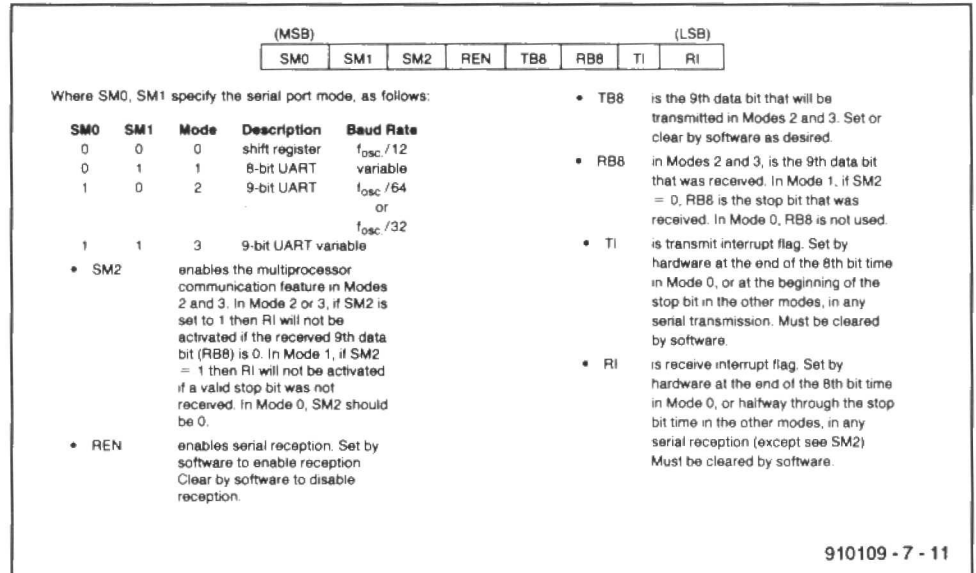 (MSB) (LSB)
SM0 SM1 SM2 REN TB8 RB8 TI RI
Where SM0, SM1 specify the serial port mode, as follows:
SM0 SM1 Mode Description Baud Rate
0 0 0 shift register fosc./12
0 1 1 8-bit UART variable
1 0 2 9-bit UART fosc./64
or
fosc./32
1 1 3 9-bit UART variable
• SM2 enables the multiprocessor
communication feature in Modes
2 and 3. In Mode 2 or 3, if SM2 is
set to 1 then RI will not be
activated if the received 9th data
bit (RB8) is 0. In Mode 1, if SM2
= 1 then RI will not be activated
if a valid stop bit was not
received. In Mode 0, SM2 should
be 0.
• REN enables serial reception. Set by
software to enable reception
Clear by software to disable
reception.
• TB8 is the 9th data bit that will be
transmitted in Modes 2 and 3. Set or
clear by software as desired.
• RB8 in Modes 2 and 3, is the 9th data bit
that was received. In Mode 1, if SM2
= 0, RB8 is the stop bit that was
received. In Mode 0, RB8 is not used.
• TI is transmit interrupt flag. Set by
hardware at the end of the 8th bit time
in Mode 0, or at the beginning of the
stop bit in the other modes, in any
serial transmission. Must be cleared
by software.
• RI is receive interrupt flag. Set by
hardware at the end of the 8th bit time
in Mode 0, or halfway through the stop
bit time in the other modes, in any
serial reception (except see SM2)
Must be cleared by software.
910109 - 7 - 11